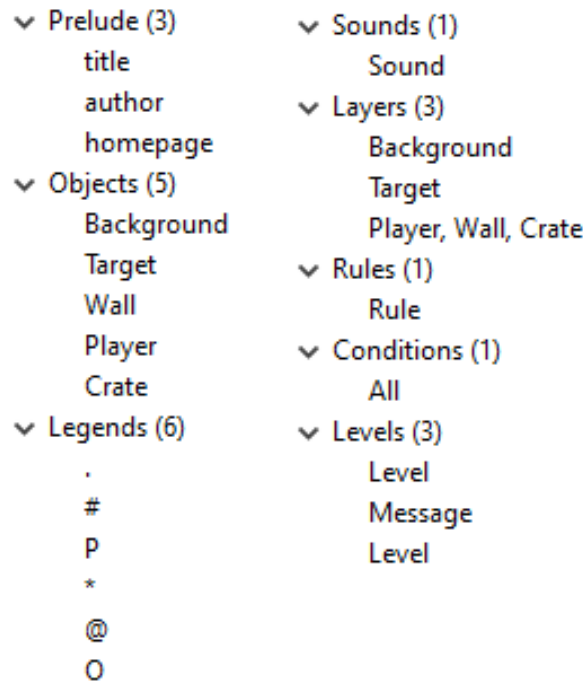 Prelude (3)
title
author
homepage
Objects (5)
Background
Target
Wall
Player
Crate
Legends (6)
.
#
P
*
@
O
Sounds (1)
Sound
Layers (3)
Background
Target
Player, Wall, Crate
Rules (1)
Rule
Conditions (1)
All
Levels (3)
Level
Message
Level